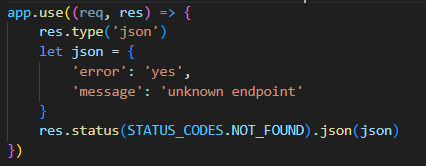 app.use((req, res) => {
    res.type('json')
    let json = {
        'error': 'yes',
        'message': 'unknown endpoint'
    }
    res.status(STATUS_CODES.NOT_FOUND).json(json)
})